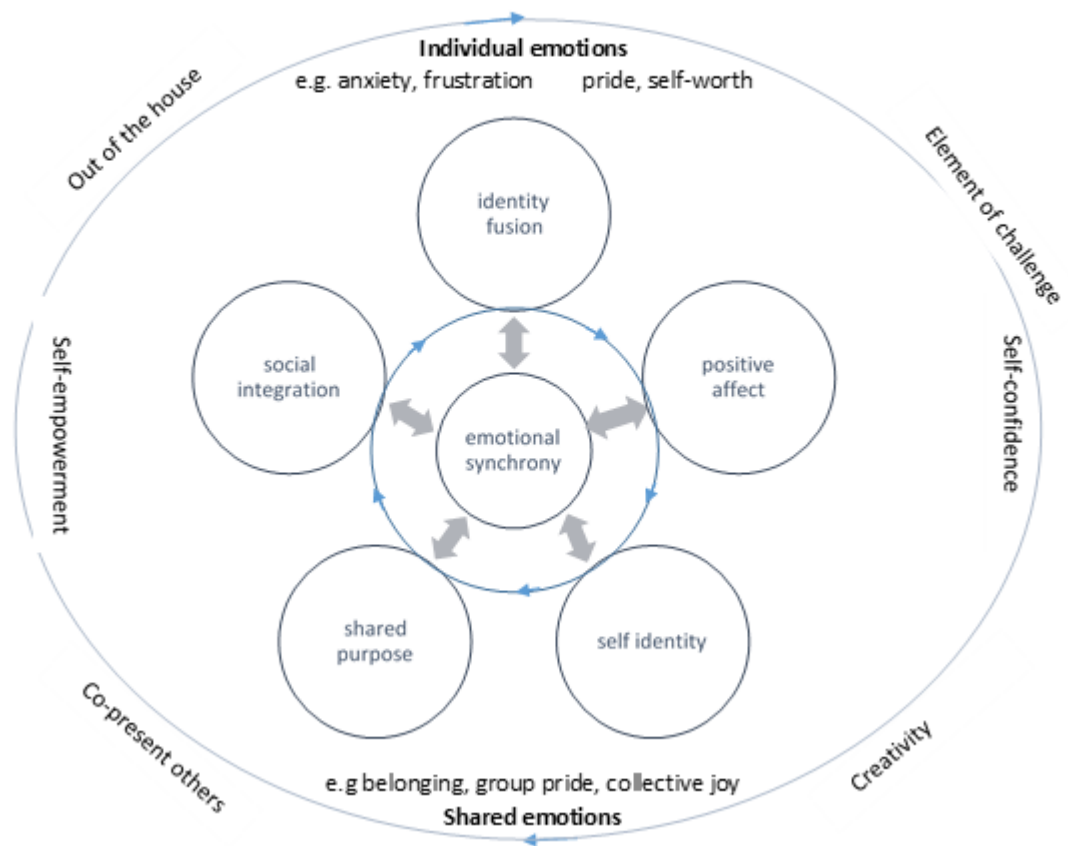 Individual emotions
e.g. anxiety, frustration pride, self-worth
Out of the house
Element of challenge
identity
fusion
social
integration
positive
affect
Self-empowerment
Self-confidence
emotional
synchrony
shared
purpose
self identity
Co-present others
Creativity
e.g belonging, group pride, collective joy
Shared emotions